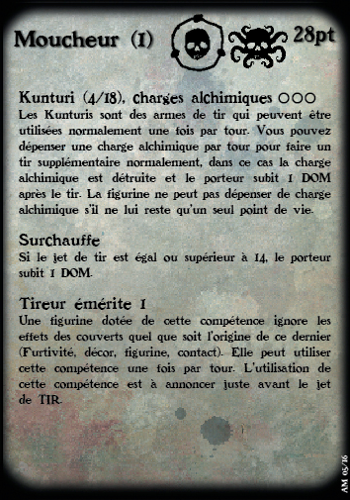 Moucheur (1) 28pt
Kunturi (4/18), charges alchimiques OOO
Les Kunturis sont des armes de tir qui peuvent être
utilisées normalement une fois par tour. Vous pouvez
dépenser une charge alchimique par tour pour faire un
tir supplémentaire normalement, dans ce cas la charge
alchimique est détruite et le porteur subit 1 DOM
après le tir. La figurine ne peut pas dépenser de charge
alchimique s'il ne lui reste qu'un seul point de vie.
Surchauffe
Si le jet de tir est égal ou supérieur à 14, le porteur
subit 1 DOM.
Tireur émérite 1
Une figurine dotée de cette compétence ignore les
effets des couverts quel que soit l'origine de ce dernier
(Furtivité, décor, figurine, contact). Elle peut utiliser
cette compétence une fois par tour. L'utilisation de
cette compétence est à annoncer juste avant le jet
de TIR.
AM 05/16